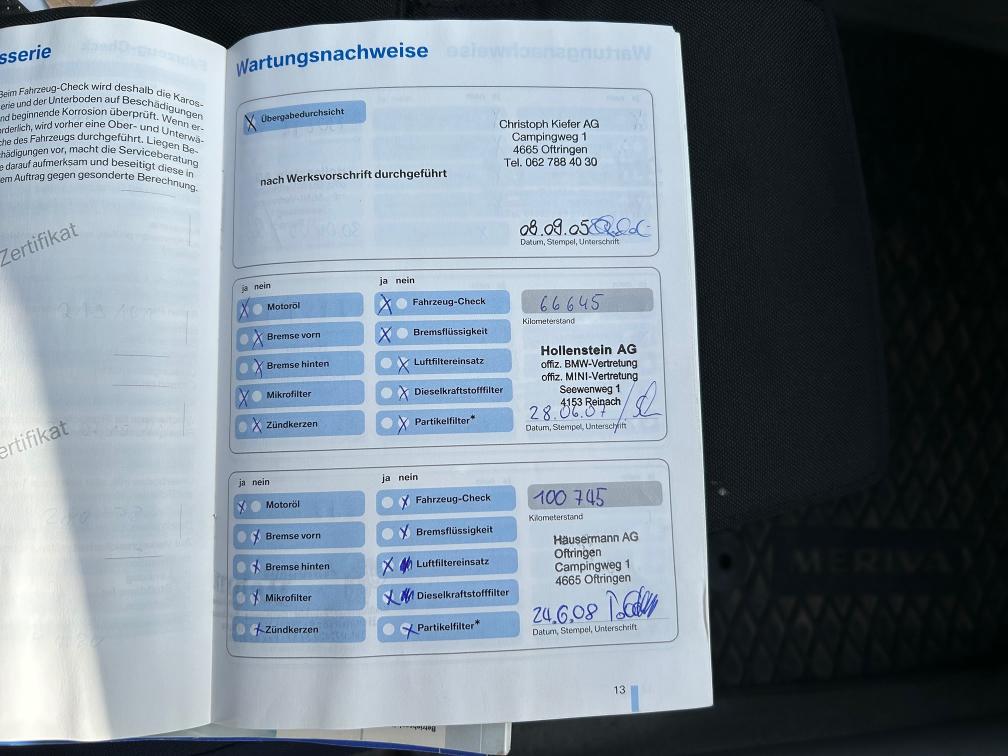 sserie
Beim Fahrzeug-Check wird deshalb die Karos-
erie und der Unterboden auf Beschädigungen
nd beginnende Korrosion überprüft. Wenn er-
orderlich, wird vorher eine Ober- und Unterwä-
che des Fahrzeugs durchgeführt. Liegen Be-
chädigungen vor, macht die Serviceberatung
e darauf aufmerksam und beseitigt diese in
em Auftrag gegen gesonderte Berechnung.
Zertifikat
ertifikat
Wartungsnachweise
X Übergabedurchsicht
Christoph Kiefer AG
Campingweg 1
4665 Oftringen
Tel. 062 788 40 30
nach Werksvorschrift durchgeführt
08.09.05
Datum, Stempel, Unterschrift
ja nein
Motoröl
Bremse vorn
Bremse hinten
Mikrofilter
Zündkerzen
ja nein
Fahrzeug-Check
Bremsflüssigkeit
Luftfiltereinsatz
Dieselkraftstofffilter
Partikelfilter*
66645
Kilometerstand
Hollenstein AG
offiz. BMW-Vertretung
offiz. MINI-Vertretung
Seewenweg 1
4153 Reinach
28.06.07
Datum, Stempel, Unterschrift
ja nein
Motoröl
Bremse vorn
Bremse hinten
Mikrofilter
Zündkerzen
ja nein
Fahrzeug-Check
Bremsflüssigkeit
Luftfiltereinsatz
Dieselkraftstofffilter
Partikelfilter*
100 745
Kilometerstand
Häusermann AG
Oftringen
Campingweg 1
4665 Oftringen
24.6.08
Datum, Stempel, Unterschrift
13
MERIVA